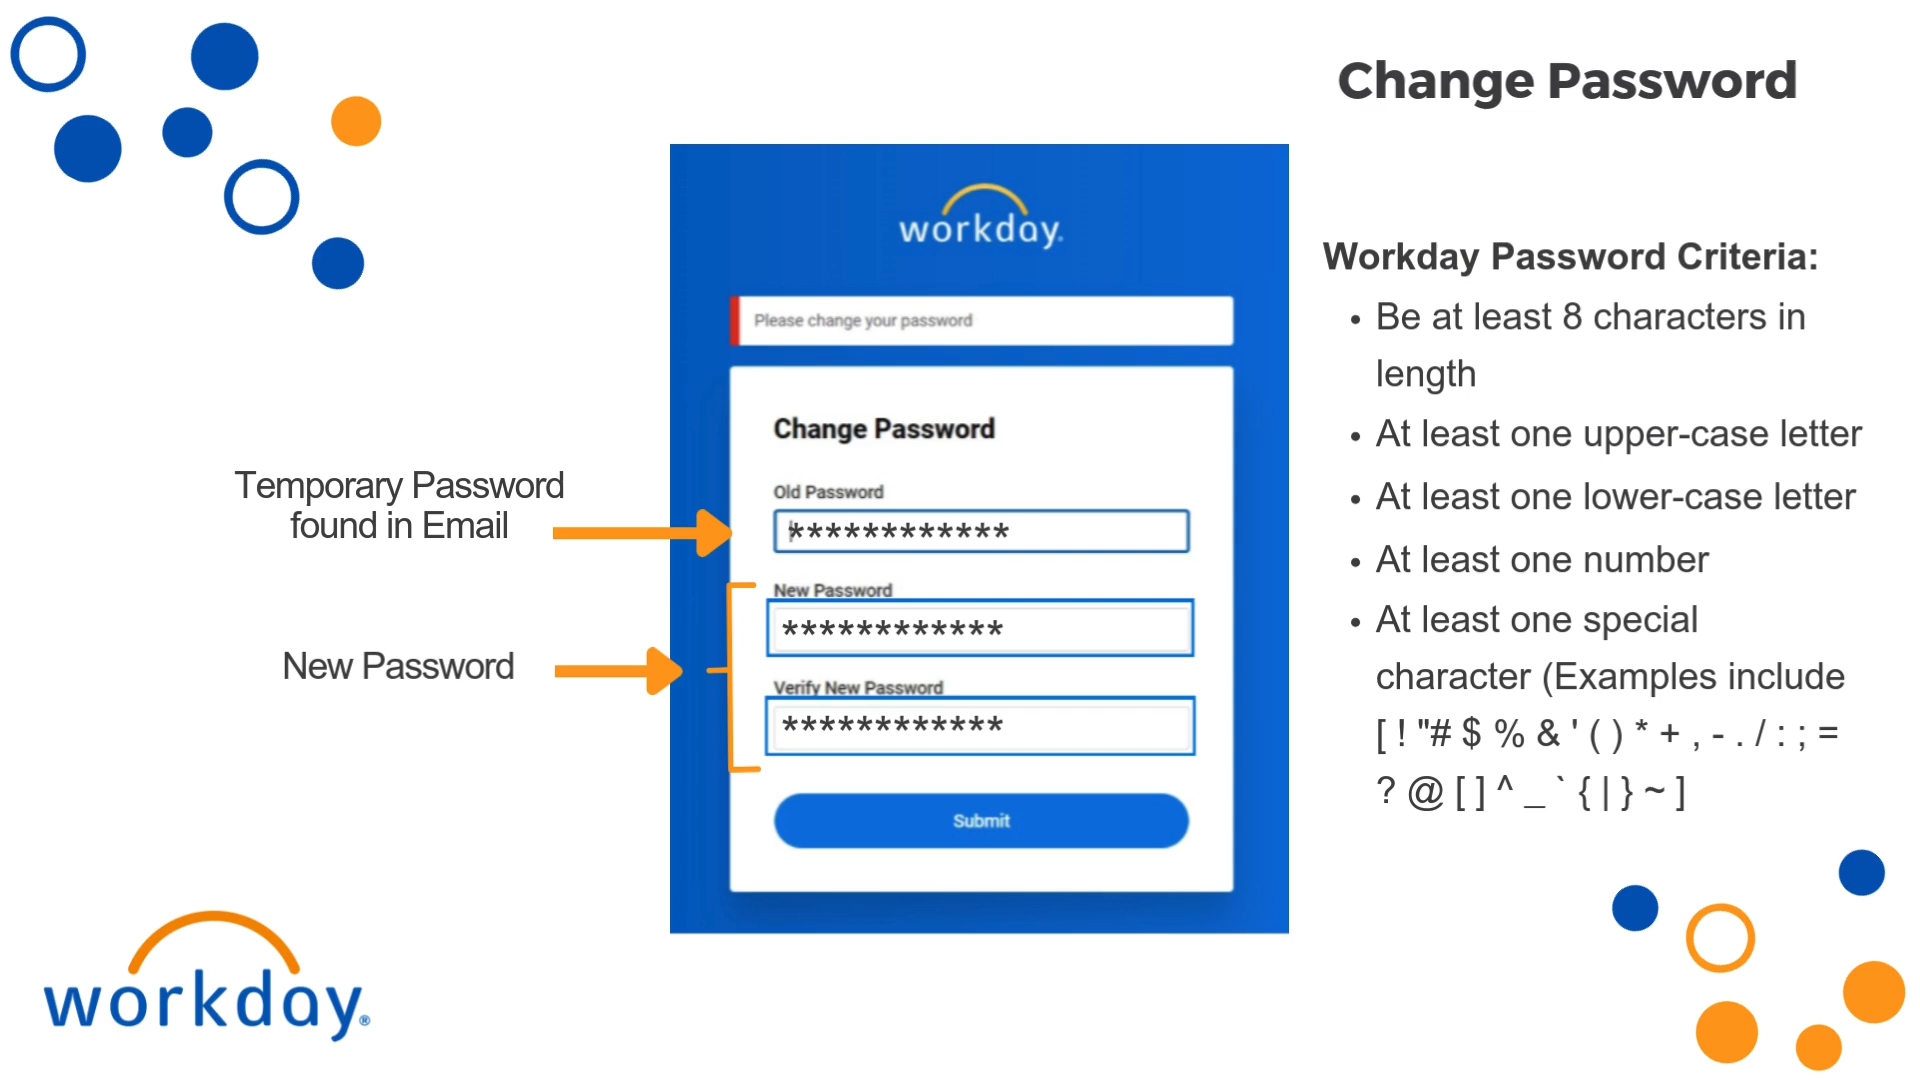 Change Password
workday.
Please change your password
Change Password
Old Password
************
New Password
************
Verify New Password
************
Submit
Temporary Password
found in Email
New Password
Workday Password Criteria:
• Be at least 8 characters in
length
• At least one upper-case letter
• At least one lower-case letter
• At least one number
• At least one special
character (Examples include
[ ! "# $ % & ' ( ) * + , - . / : ; =
? @ [ ] ^ _ ` { | } ~ ]
workday.®